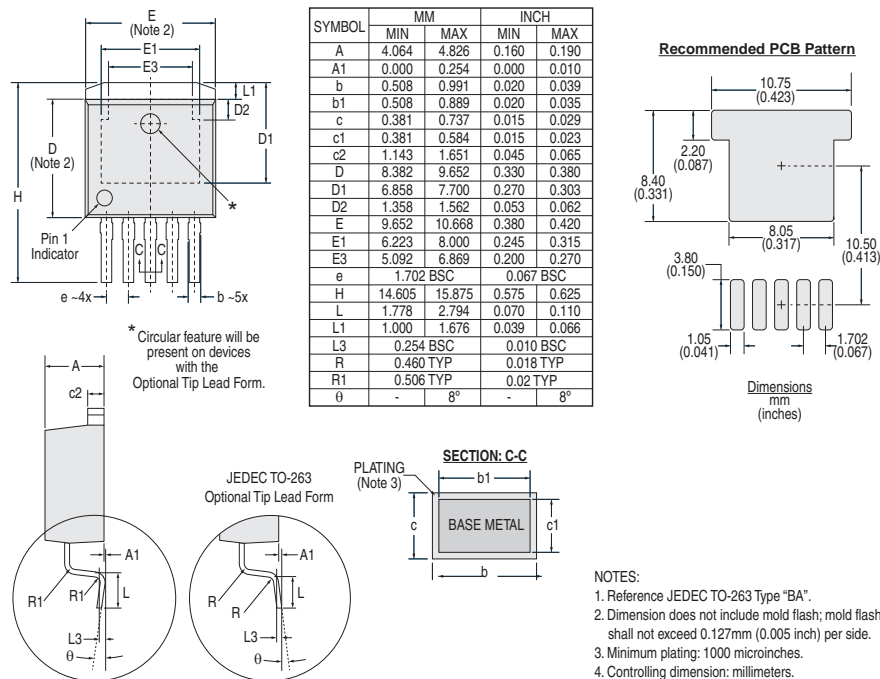 E
(Note 2)
E1
E3
L1
D2
D1
D
(Note 2)
H
*
Pin 1
Indicator
C C
e ~4x
b ~5x
* Circular feature will be
present on devices
with the
Optional Tip Lead Form.
SYMBOL MM INCH
MIN MAX MIN MAX
A 4.064 4.826 0.160 0.190
A1 0.000 0.254 0.000 0.010
b 0.508 0.991 0.020 0.039
b1 0.508 0.889 0.020 0.035
c 0.381 0.737 0.015 0.029
c1 0.381 0.584 0.015 0.023
c2 1.143 1.651 0.045 0.065
D 8.382 9.652 0.330 0.380
D1 6.858 7.700 0.270 0.303
D2 1.358 1.562 0.053 0.062
E 9.652 10.668 0.380 0.420
E1 6.223 8.000 0.245 0.315
E3 5.092 6.869 0.200 0.270
e 1.702 BSC 0.067 BSC
H 14.605 15.875 0.575 0.625
L 1.778 2.794 0.070 0.110
L1 1.000 1.676 0.039 0.066
L3 0.254 BSC 0.010 BSC
R 0.460 TYP 0.018 TYP
R1 0.506 TYP 0.02 TYP
θ - 8º - 8º
Recommended PCB Pattern
10.75
(0.423)
2.20
(0.087)
8.40
(0.331)
8.05
(0.317)
10.50
(0.413)
3.80
(0.150)
1.05
(0.041)
1.702
(0.067)
Dimensions
mm
(inches)
A
c2
A1
R1
R1
L
L3
θ
JEDEC TO-263
Optional Tip Lead Form
A1
R
R
L
L3
θ
SECTION: C-C
PLATING
(Note 3)
b1
c
BASE METAL
c1
b
NOTES:
1. Reference JEDEC TO-263 Type “BA”.
2. Dimension does not include mold flash; mold flash
shall not exceed 0.127mm (0.005 inch) per side.
3. Minimum plating: 1000 microinches.
4. Controlling dimension: millimeters.